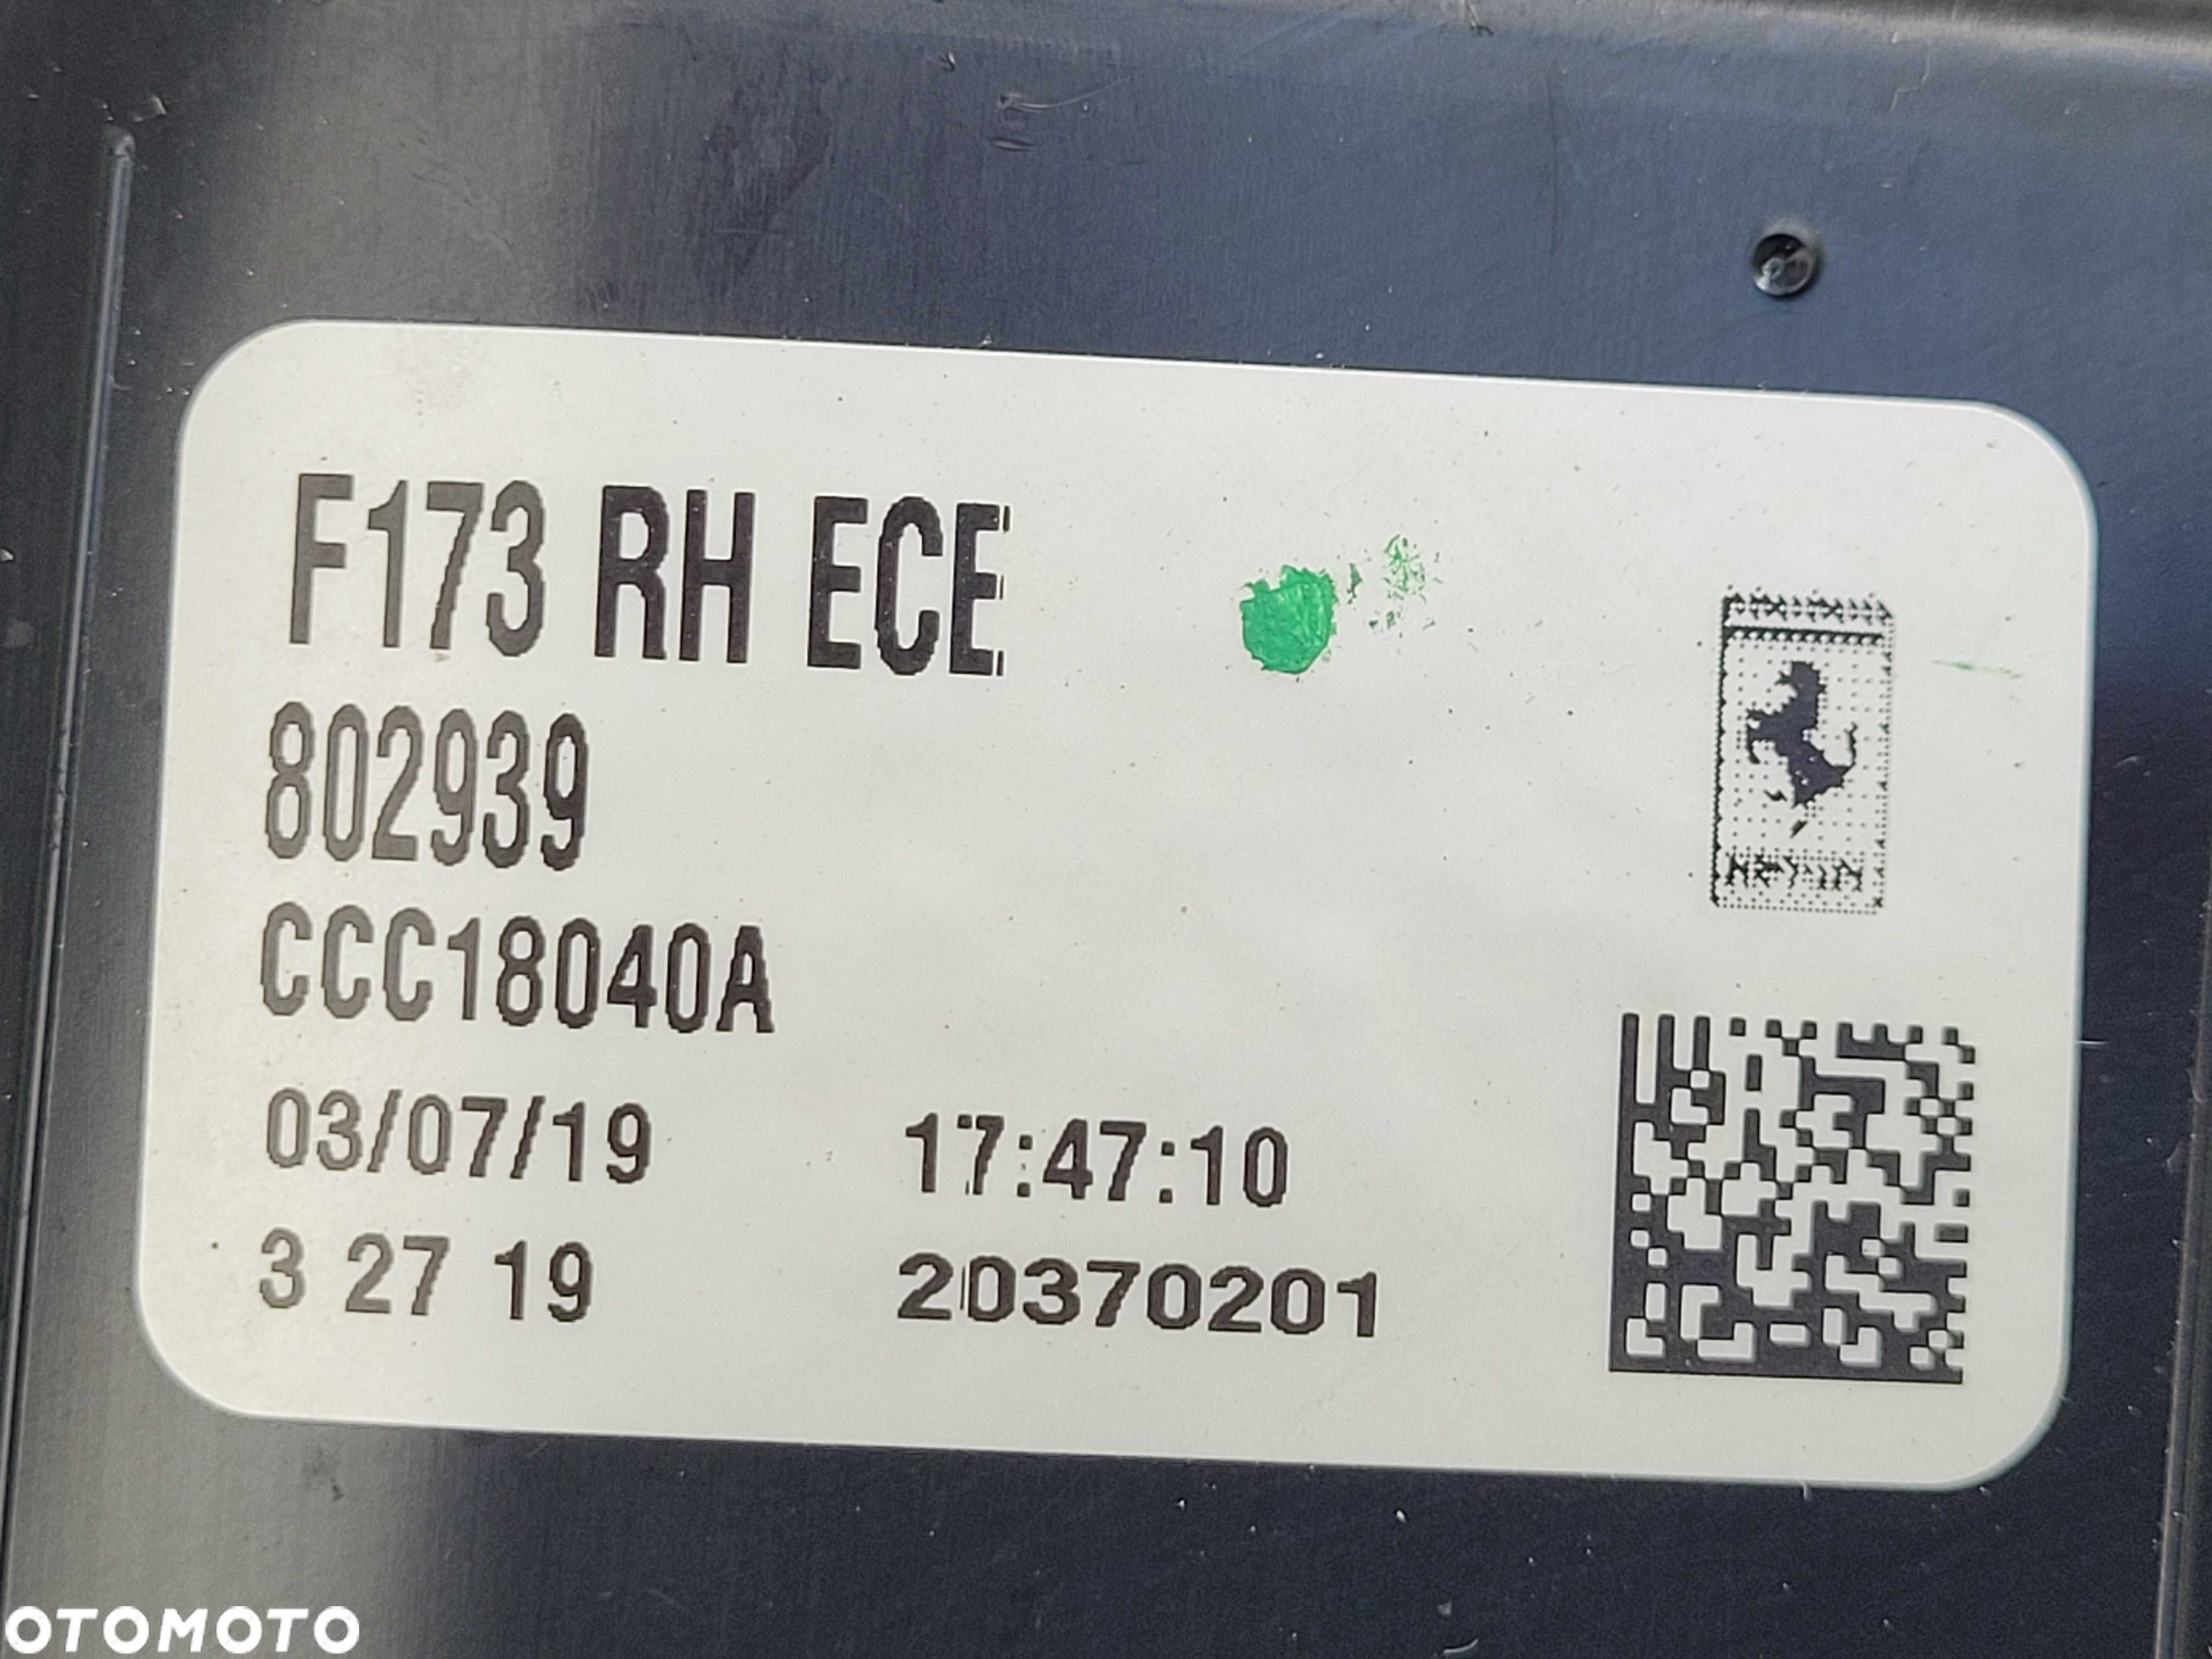 F173 RH ECE
802939
CCC18040A
03/07/19 17:47:10
3 27 19 20370201
OTOMOTO